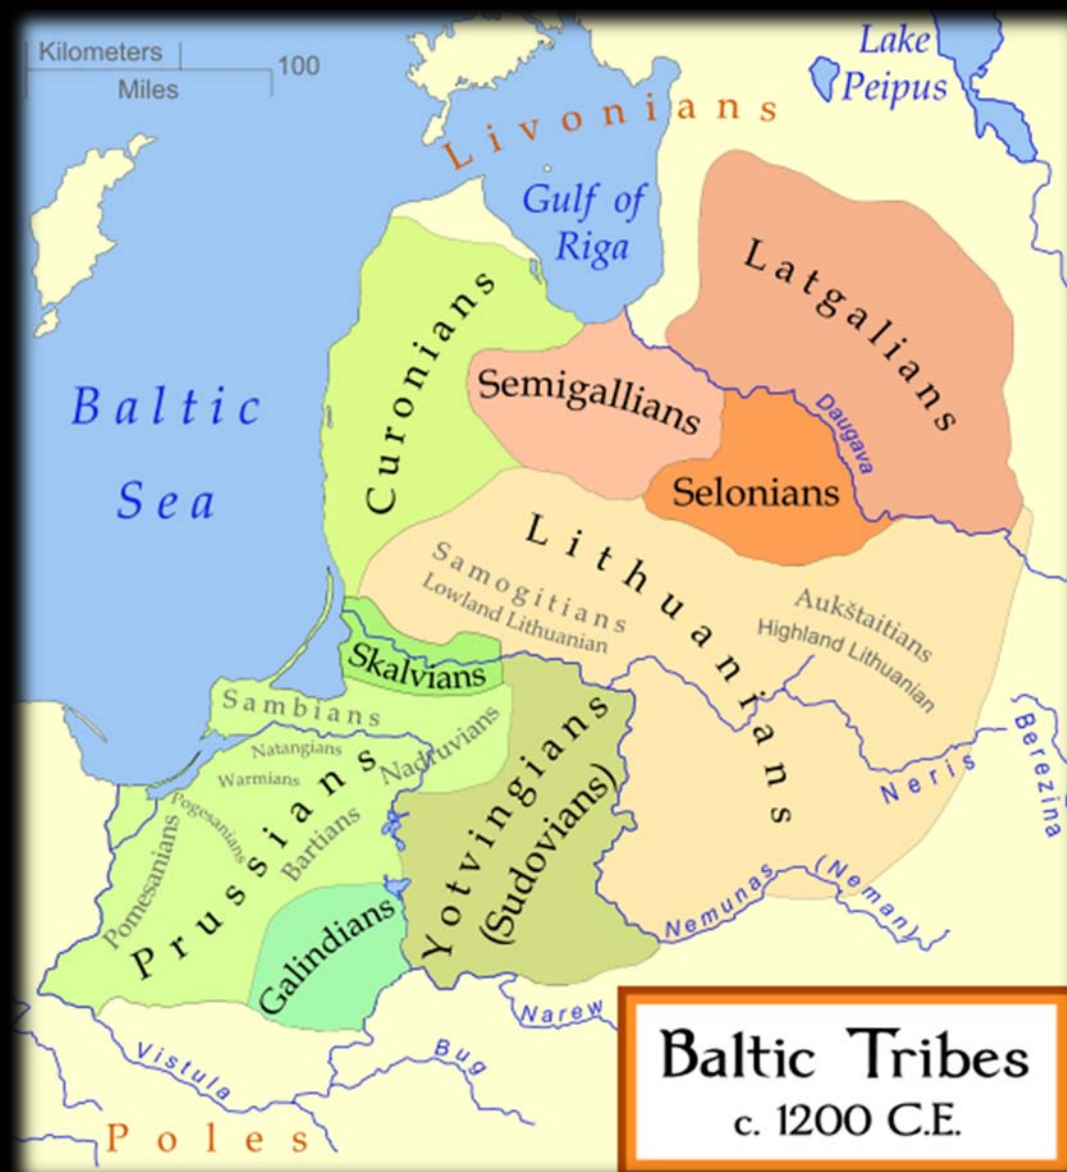 Kilometers
100
Miles
Lake
Peipus
Livonians
Gulf of
Riga
Latgalians
Curonians
Semigallians
Baltic
Sea
Daugava
Selonians
Lithuanians
Samogitians
Lowland Lithuanian
Aukštaitians
Highland Lithuanian
Skalvians
Sambians
Nadruvians
Natangians
Warmians
Pogesanians
Bartians
Pomesanians
Prussians
Yotvingians
(Sudovians)
Galindians
Neris
Berezina
Nemunas
(Neman)
Narew
Vistula
Bug
Poles
Baltic Tribes
c. 1200 C.E.